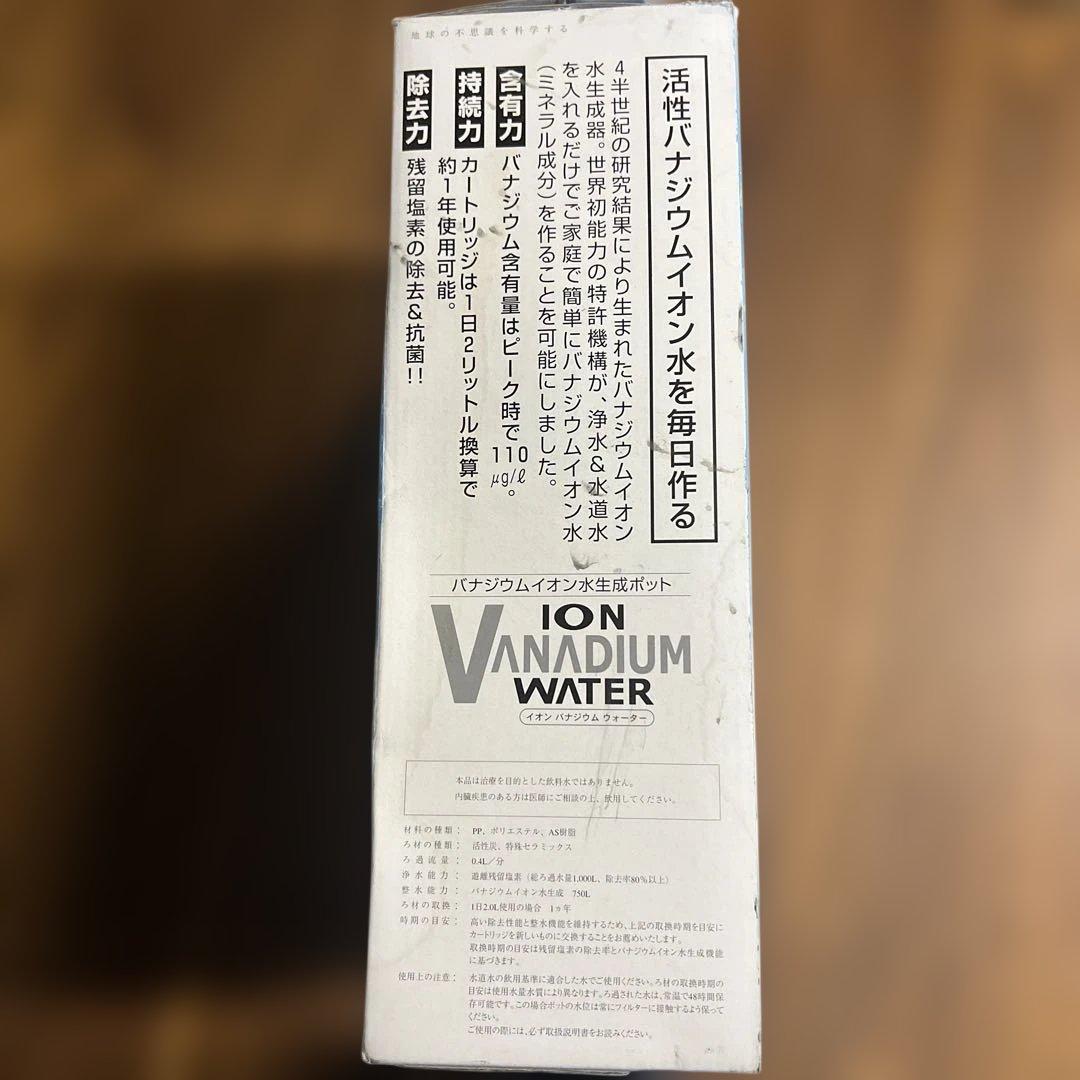 地球の不思議を科学する
活性バナジウムイオン水を毎日作る
4半世紀の研究結果により生まれたバナジウムイオン
水生成器。世界初能力の特許機構が、浄水&水道水
を入れるだけでご家庭で簡単にバナジウムイオン水
（ミネラル成分）を作ることを可能にしました。
含有力 バナジウム含有量はピーク時で110μg/ℓ。
持続力 カートリッジは1日2リットル換算で
約1年使用可能。
除去力 残留塩素の除去&抗菌!!
バナジウムイオン水生成ポット
ION
VANADIUM
WATER
イオン バナジウム ウォーター
本品は治療を目的とした飲料水ではありません。
内臓疾患のある方は医師にご相談の上、飲用してください。
材料の種類： PP、ポリエステル、AS樹脂
ろ材の種類： 活性炭、特殊セラミックス
ろ過流量： 0.4L／分
浄水能力： 遊離残留塩素（総ろ過水量1,000L、除去率80%以上）
整水能力： バナジウムイオン水生成 750L
ろ材の取換： 1日2.0L使用の場合 1ヵ年
時期の目安： 高い除去性能と整水機能を維持するため、上記の取換時期を目安に
カートリッジを新しいものに交換することをお薦めいたします。
取換時期の目安は残留塩素の除去率とバナジウムイオン水生成機能
に基づきます。
使用上の注意： 水道水の飲用基準に適合した水でご使用ください。ろ材の取換時期の
目安は使用水量水質により異なります。ろ過された水は、常温で48時間保
存可能です。この場合ポットの水位は常にフィルターに接触するよう保って
ください。
ご使用の際には、必ず取扱説明書をお読みください。